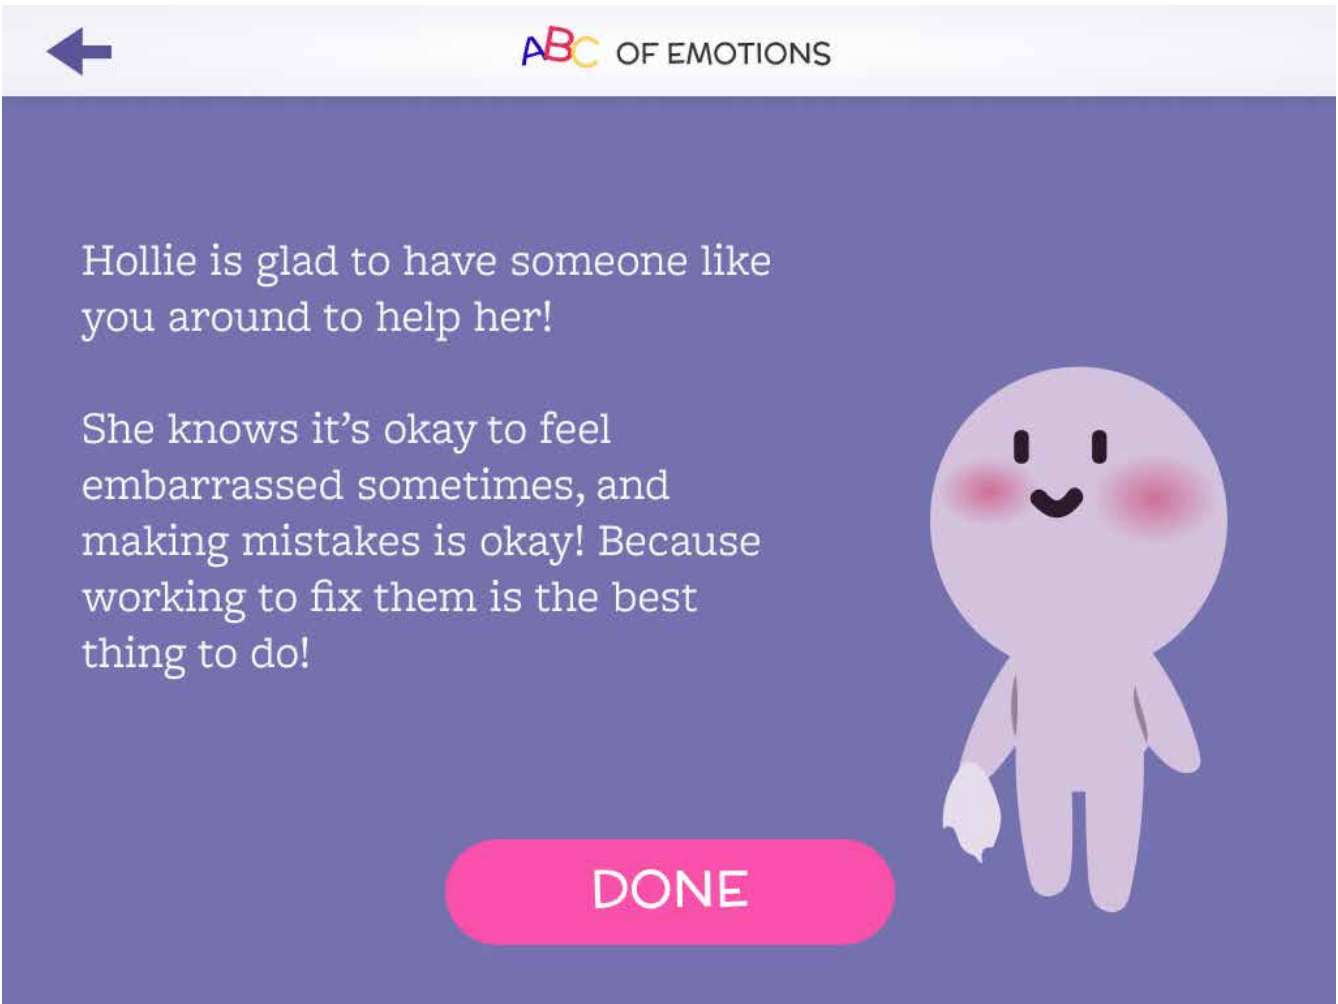 ABC OF EMOTIONS
Hollie is glad to have someone like
you around to help her!
She knows it’s okay to feel
embarrassed sometimes, and
making mistakes is okay! Because
working to fix them is the best
thing to do!
DONE